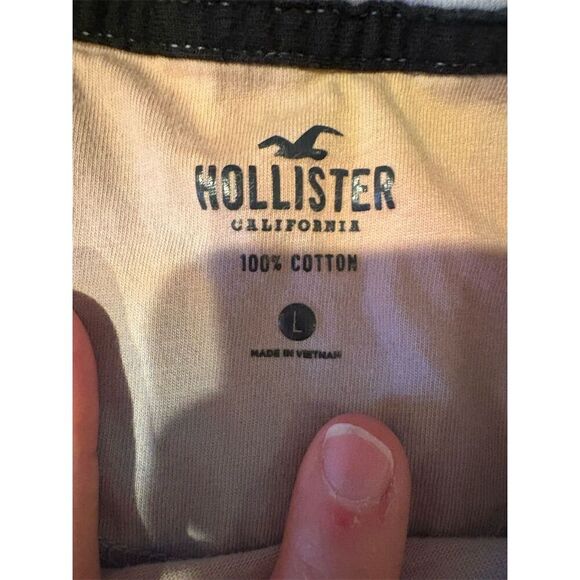 HOLLISTER
CALIFORNIA
100% COTTON
L
MADE IN VIETNAM